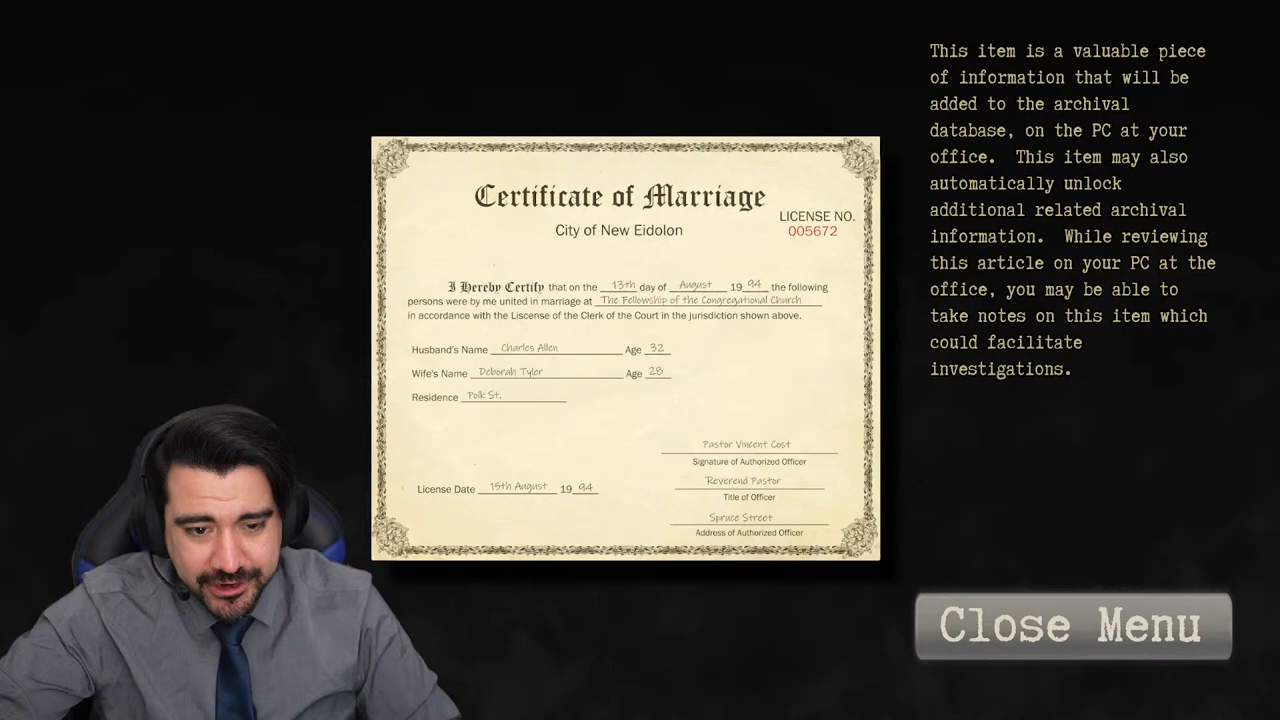 Certificate of Marriage
LICENSE NO.
005672
City of New Eidolon
I Hereby Certify that on the 13th day of August 1994 the following
persons were by me united in marriage at The Fellowship of the Congregational Church
in accordance with the Liscense of the Clerk of the Court in the jurisdiction shown above.
Husband's Name Charles Allen Age 32
Wife's Name Deborah Tyler Age 28
Residence Polk St.
Pastor Vincent Cost
Signature of Authorized Officer
Reverend Pastor
Title of Officer
License Date 15th August 1994
Spruce Street
Address of Authorized Officer
This item is a valuable piece
of information that will be
added to the archival
database, on the PC at your
office. This item may also
automatically unlock
additional related archival
information. While reviewing
this article on your PC at the
office, you may be able to
take notes on this item which
could facilitate
investigations.
Close Menu